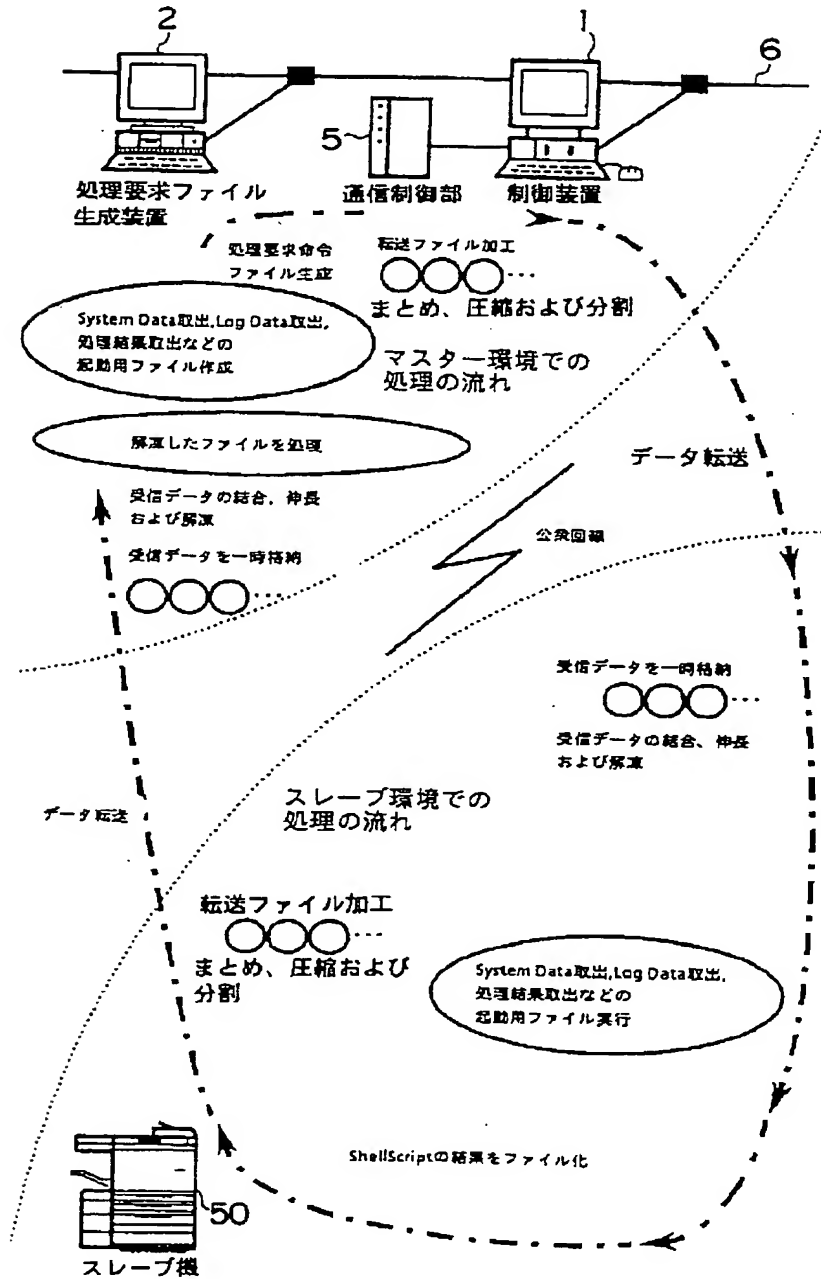 2
1
6
5
処理要求ファイル
生成装置
通信制御部
制御装置
処理要求命令
ファイル生成
転送ファイル加工
まとめ、圧縮および分割
System Data取出,Log Data取出,
処理結果取出などの
起動用ファイル作成
マスター環境での
処理の流れ
解凍したファイルを処理
データ転送
受信データの結合、伸長
および解凍
公衆回線
受信データを一時格納
受信データを一時格納
受信データの結合、伸長
および解凍
スレーブ環境での
処理の流れ
データ転送
転送ファイル加工
まとめ、圧縮および
分割
System Data取出,Log Data取出,
処理結果取出などの
起動用ファイル実行
ShellScriptの結果をファイル化
50
スレーブ機